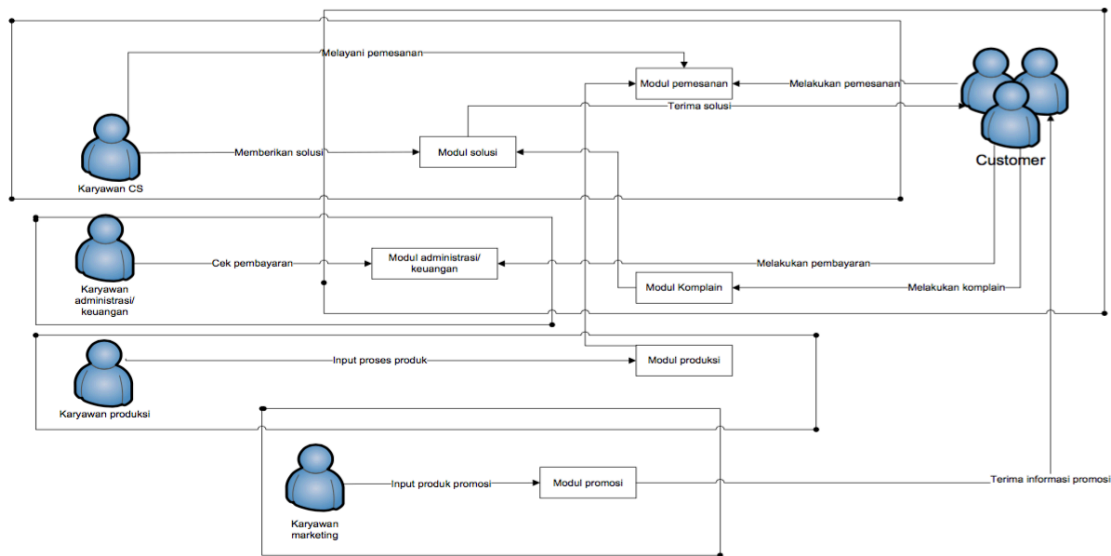 Melayani pemesanan
Modul pemesanan
Melakukan pemesanan
Terima solusi
Memberikan solusi
Modul solusi
Customer
Karyawan CS
Cek pembayaran
Modul administrasi/
keuangan
Melakukan pembayaran
Karyawan
administrasi/
keuangan
Modul Komplain
Melakukan komplain
Input proses produk
Modul produksi
Karyawan produksi
Input produk promosi
Modul promosi
Terima informasi promosi
Karyawan
marketing